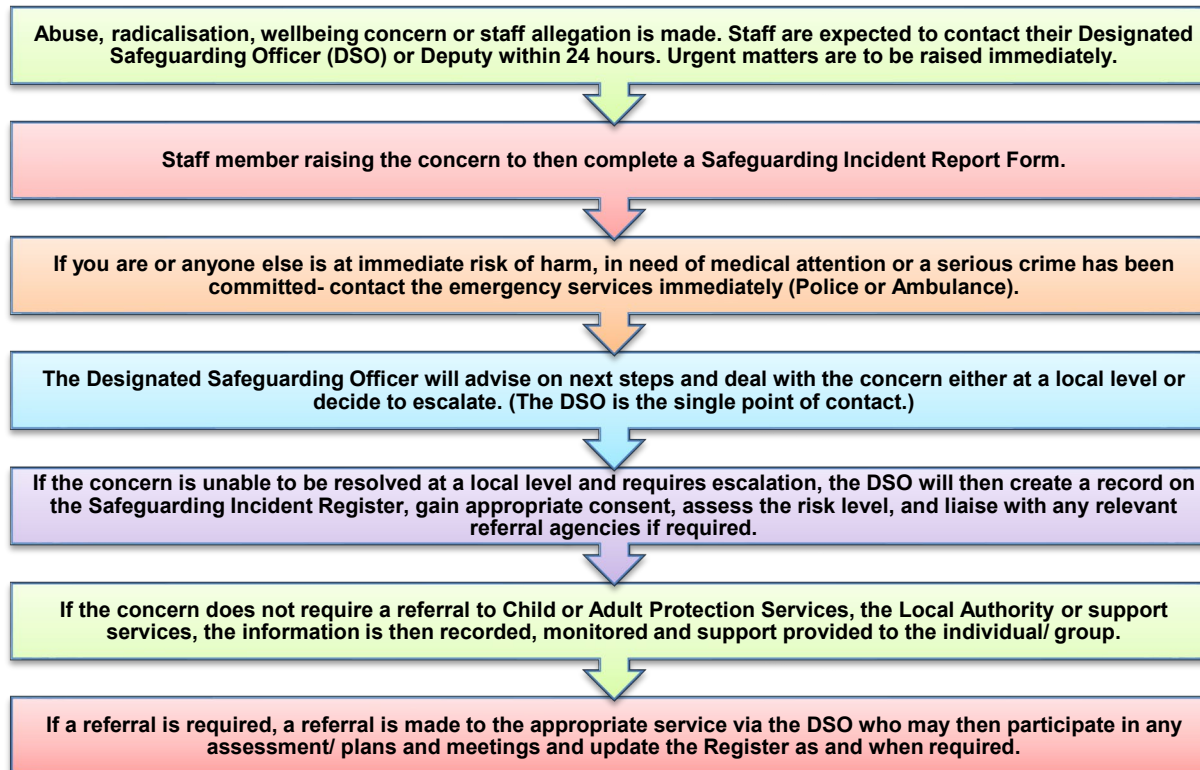 Abuse, radicalisation, wellbeing concern or staff allegation is made. Staff are expected to contact their Designated
Safeguarding Officer (DSO) or Deputy within 24 hours. Urgent matters are to be raised immediately.
Staff member raising the concern to then complete a Safeguarding Incident Report Form.
If you are or anyone else is at immediate risk of harm, in need of medical attention or a serious crime has been
committed- contact the emergency services immediately (Police or Ambulance).
The Designated Safeguarding Officer will advise on next steps and deal with the concern either at a local level or
decide to escalate. (The DSO is the single point of contact.)
If the concern is unable to be resolved at a local level and requires escalation, the DSO will then create a record on
the Safeguarding Incident Register, gain appropriate consent, assess the risk level, and liaise with any relevant
referral agencies if required.
If the concern does not require a referral to Child or Adult Protection Services, the Local Authority or support
services, the information is then recorded, monitored and support provided to the individual/ group.
If a referral is required, a referral is made to the appropriate service via the DSO who may then participate in any
assessment/ plans and meetings and update the Register as and when required.